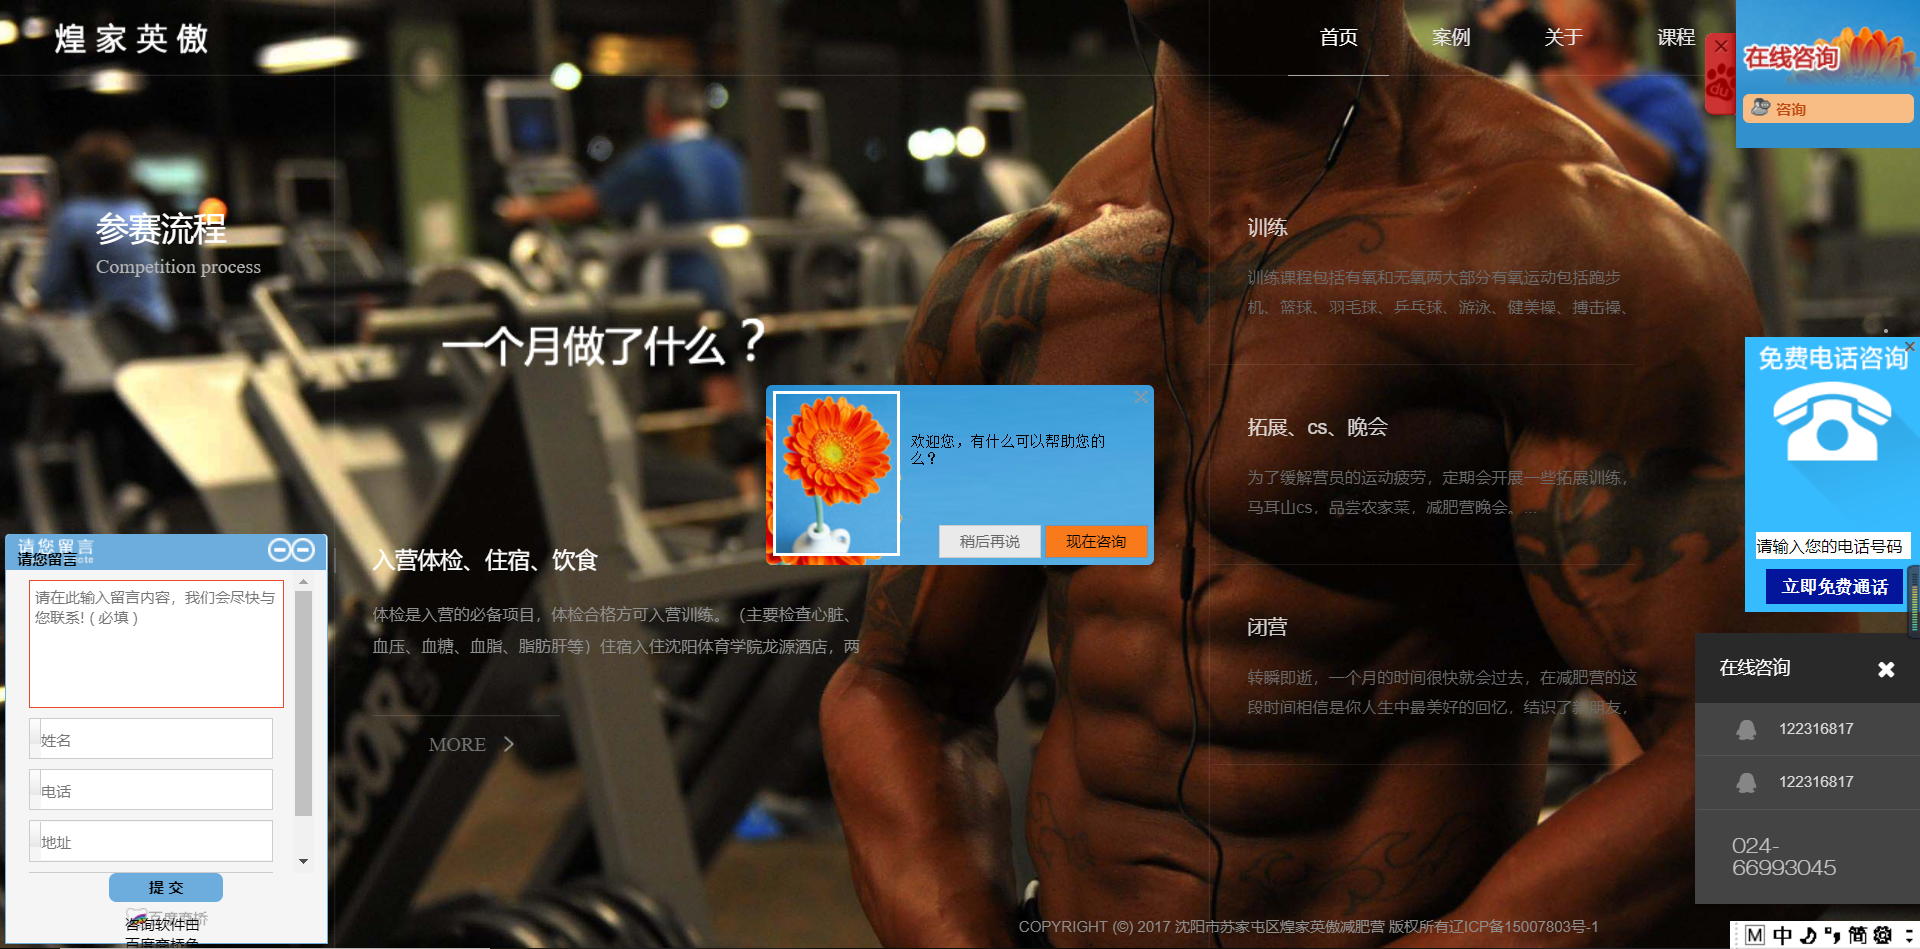 煌家英傲
首页
案例
关于
课程
在线咨询
咨询
参赛流程
Competition process
训练
训练课程包括有氧和无氧两大部分有氧运动包括跑步
机、篮球、羽毛球、乒乓球、游泳、健美操、搏击操、
一个月做了什么？
免费电话咨询
欢迎您，有什么可以帮助您的
么？
稍后再说
现在咨询
拓展、cs、晚会
为了缓解营员的运动疲劳，定期会开展一些拓展训练，
马耳山cs，品尝农家菜，减肥营晚会。...
请输入您的电话号码
立即免费通话
请您留言
请您留言
请在此输入留言内容，我们会尽快与
您联系! ( 必填 )
姓名
电话
地址
提 交
百度商桥
咨询软件由
百度商桥免
入营体检、住宿、饮食
体检是入营的必备项目，体检合格方可入营训练。（主要检查心脏、
血压、血糖、血脂、脂肪肝等）住宿入住沈阳体育学院龙源酒店，两
MORE
闭营
转瞬即逝，一个月的时间很快就会过去，在减肥营的这
段时间相信是你人生中最美好的回忆，结识了新朋友，
在线咨询
122316817
122316817
024-
66993045
COPYRIGHT (©) 2017 沈阳市苏家屯区煌家英傲减肥营 版权所有辽ICP备15007803号-1
M 中 简